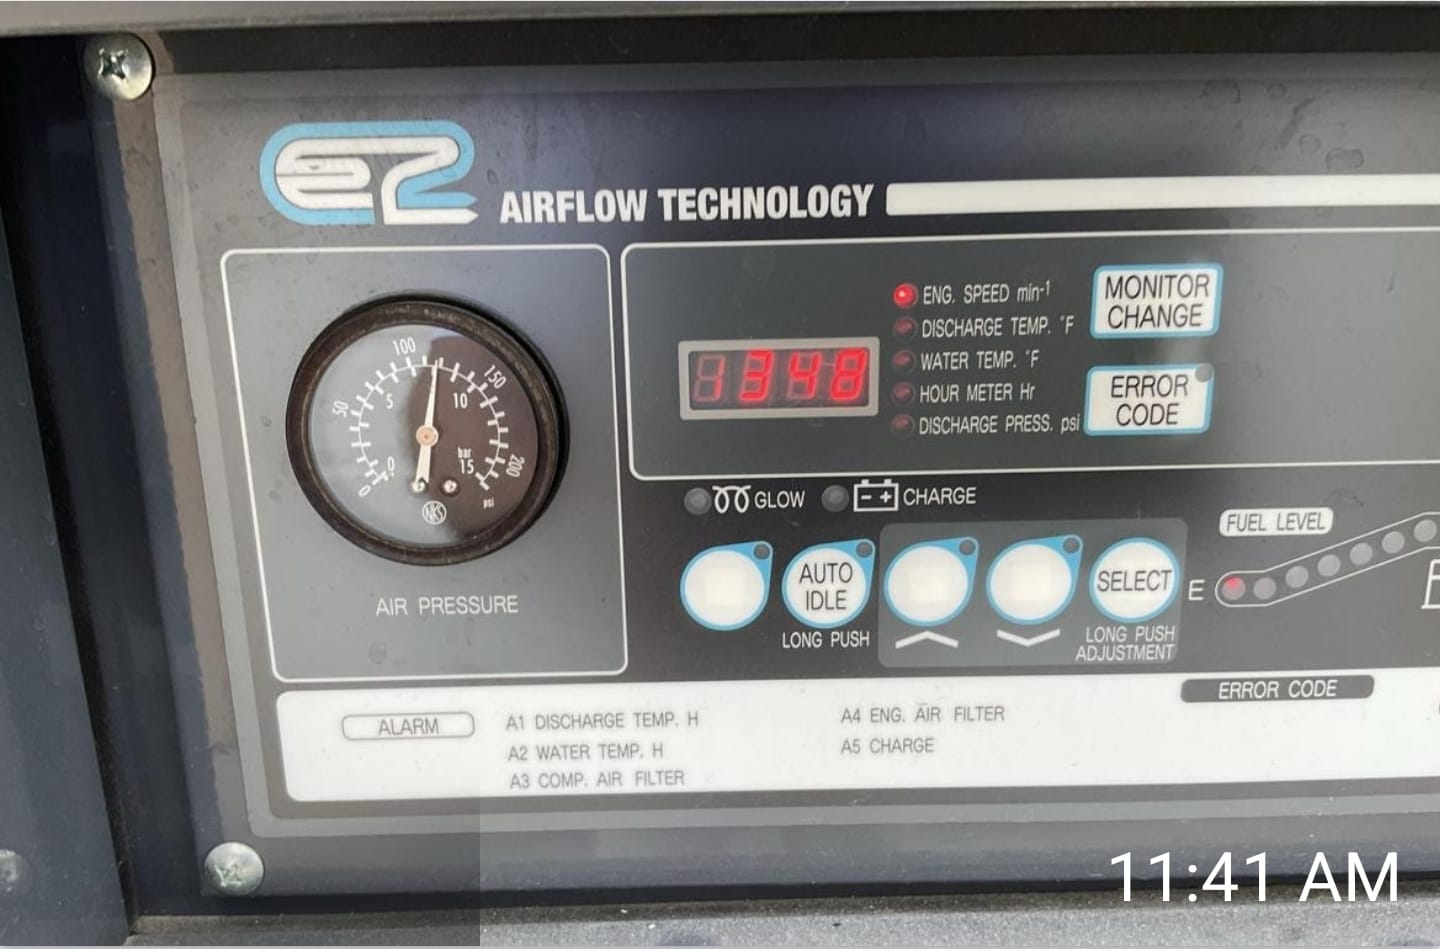 e2 AIRFLOW TECHNOLOGY
100
50
150
5
10
0
bar
15
200
0
psi
NKS
AIR PRESSURE
1348
ENG. SPEED min-1
DISCHARGE TEMP. °F
WATER TEMP. °F
HOUR METER Hr
DISCHARGE PRESS. psi
MONITOR
CHANGE
ERROR
CODE
GLOW
CHARGE
AUTO
IDLE
LONG PUSH
SELECT
LONG PUSH
ADJUSTMENT
FUEL LEVEL
E
ERROR CODE
ALARM
A1 DISCHARGE TEMP. H
A2 WATER TEMP. H
A3 COMP. AIR FILTER
A4 ENG. AIR FILTER
A5 CHARGE
11:41 AM